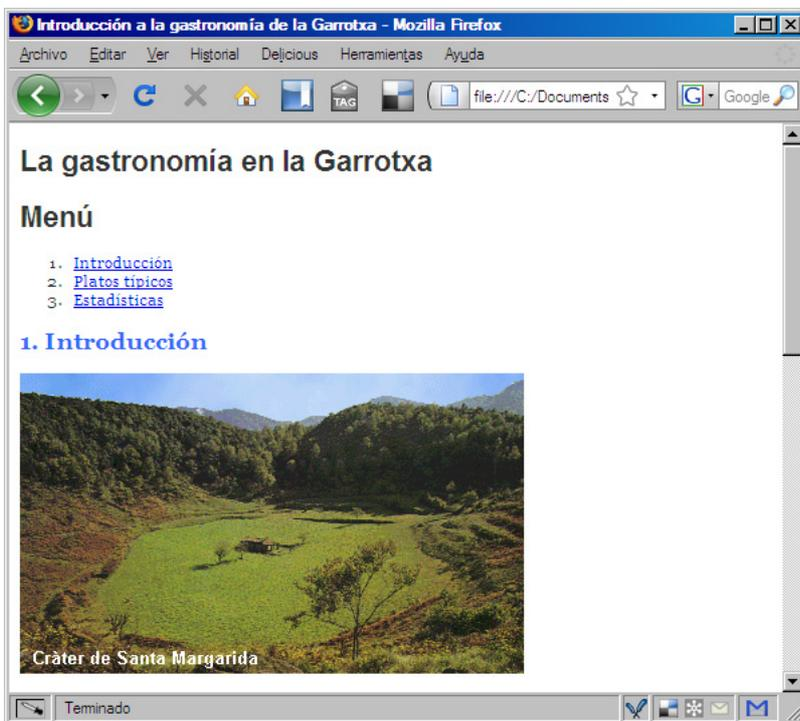 Introducción a la gastronomía de la Garrotxa - Mozilla Firefox
Archivo Editar Ver Historial Delicious Herramientas Ayuda
TAG file:///C:/Documents G Google
La gastronomía en la Garrotxa
Menú
1. Introducción
2. Platos típicos
3. Estadísticas
1. Introducción
Cràter de Santa Margarida
Terminado